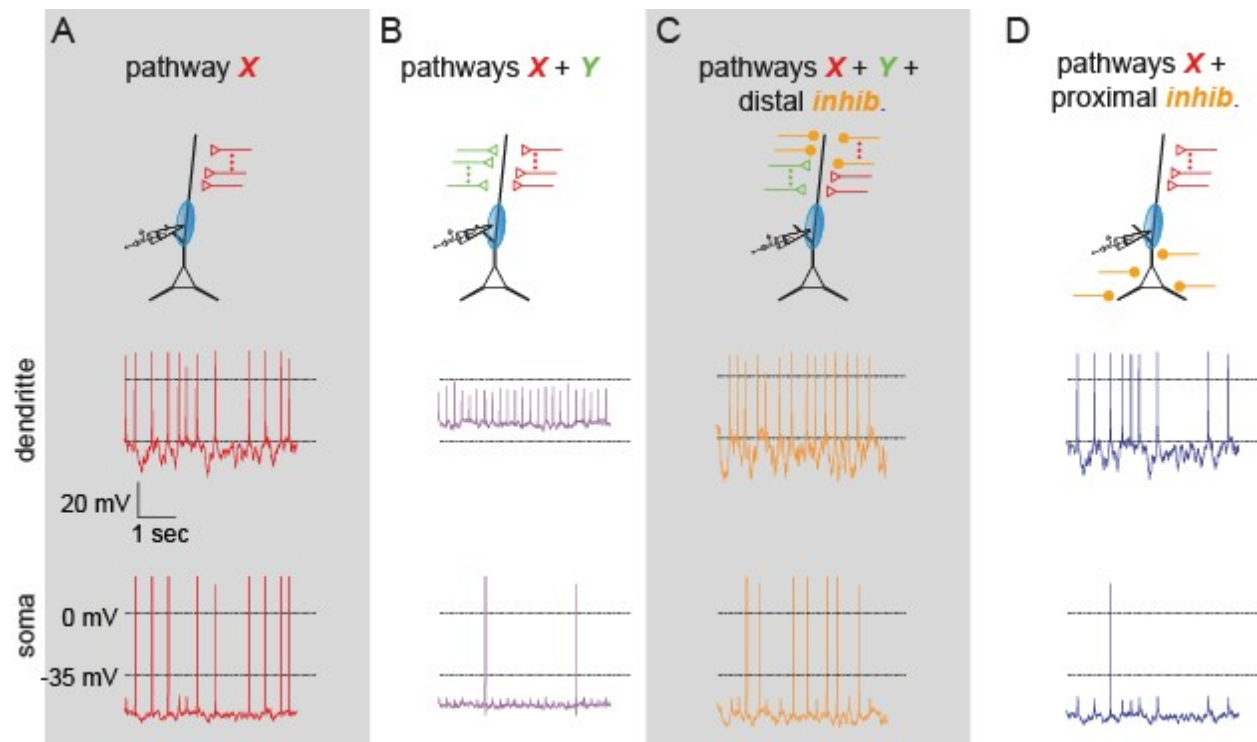 A
pathway X
B
pathways X + Y
C
pathways X + Y +
distal inhib.
D
pathways X +
proximal inhib.
dendritte
20 mV
1 sec
soma
0 mV
-35 mV